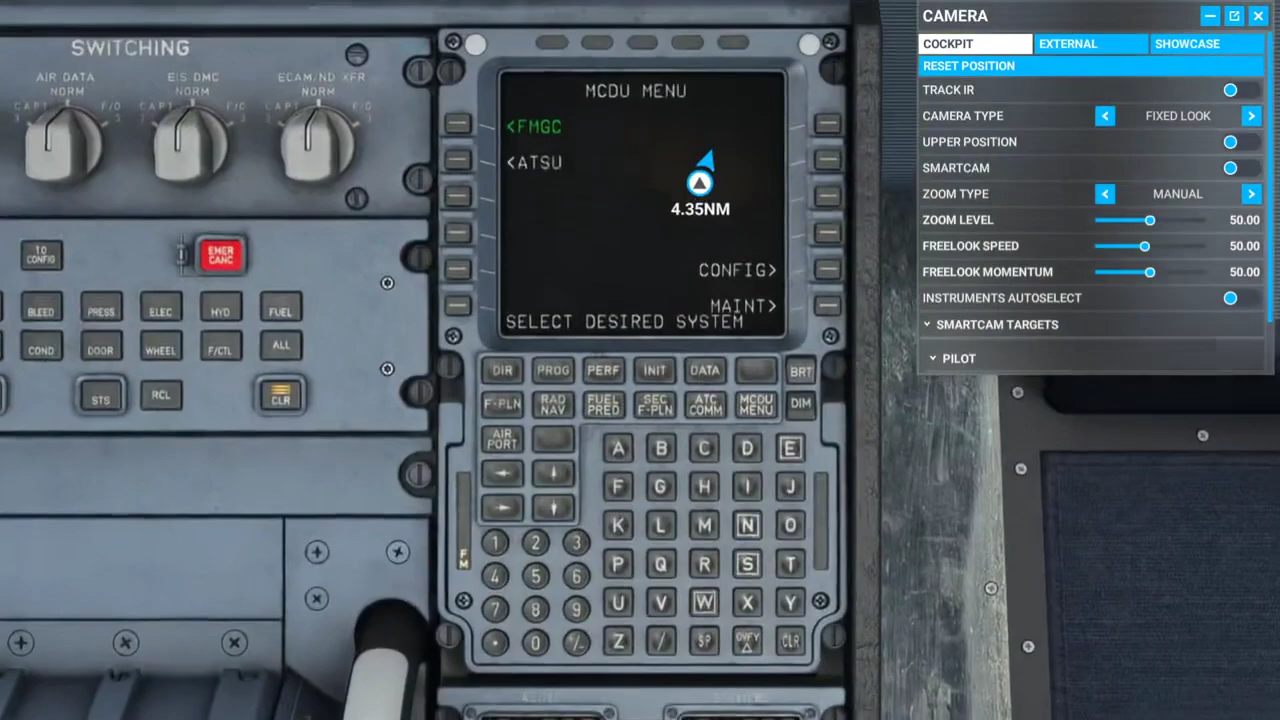 SWITCHING
AIR DATA
NORM
CAPT F/O
3 3
EIS DMC
NORM
CAPT F/O
3 3
ECAM/ND XFR
NORM
CAPT F/O
TO
CONFIG
EMER
CANC
BLEED PRESS ELEC HYD FUEL
COND DOOR WHEEL F/CTL ALL
STS RCL CLR
MCDU MENU
<FMGC
<ATSU
4.35NM
CONFIG>
MAINT>
SELECT DESIRED SYSTEM
DIR PROG PERF INIT DATA BRT
F-PLN RAD NAV FUEL PRED SEC F-PLN ATC COMM MCDU MENU DIM
AIR PORT
A B C D E
← ↑ F G H I J
→ ↓ K L M N O
1 2 3
FM
4 5 6 P Q R S T
7 8 9 U V W X Y
. 0 /- Z / SP OVFY △ CLR
CAMERA
COCKPIT EXTERNAL SHOWCASE
RESET POSITION
TRACK IR
CAMERA TYPE < FIXED LOOK >
UPPER POSITION
SMARTCAM
ZOOM TYPE < MANUAL >
ZOOM LEVEL 50.00
FREELOOK SPEED 50.00
FREELOOK MOMENTUM 50.00
INSTRUMENTS AUTOSELECT
SMARTCAM TARGETS
PILOT